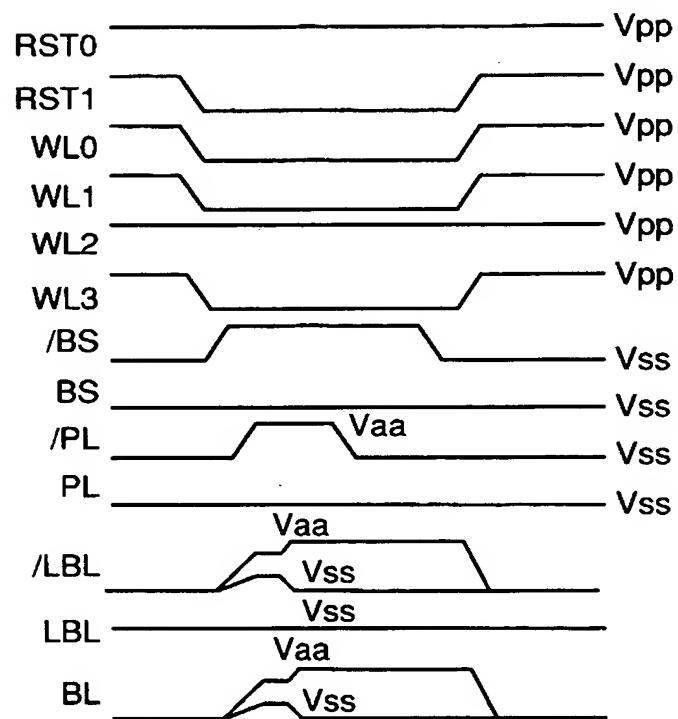 RST0 Vpp
RST1 Vpp
WL0 Vpp
WL1 Vpp
WL2 Vpp
WL3 Vpp
/BS Vss
BS Vss
/PL Vaa Vss
PL Vss
Vaa
/LBL Vss
LBL Vss
Vaa
BL Vss